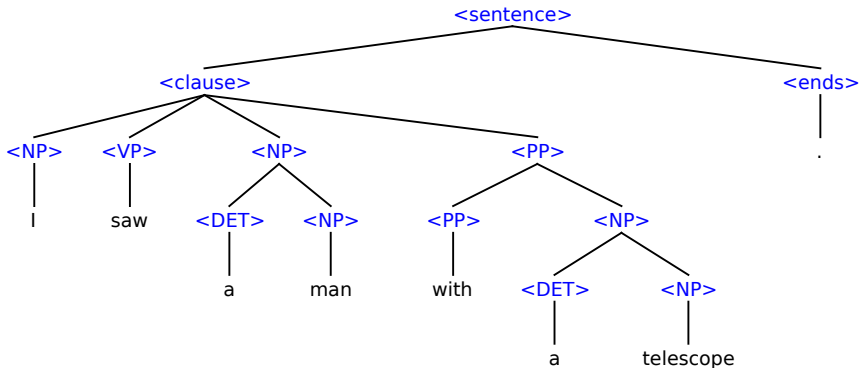 <sentence>
<clause> <ends>
<NP> <VP> <NP> <PP> .
I saw <DET> <NP> <PP> <NP>
a man with <DET> <NP>
a telescope